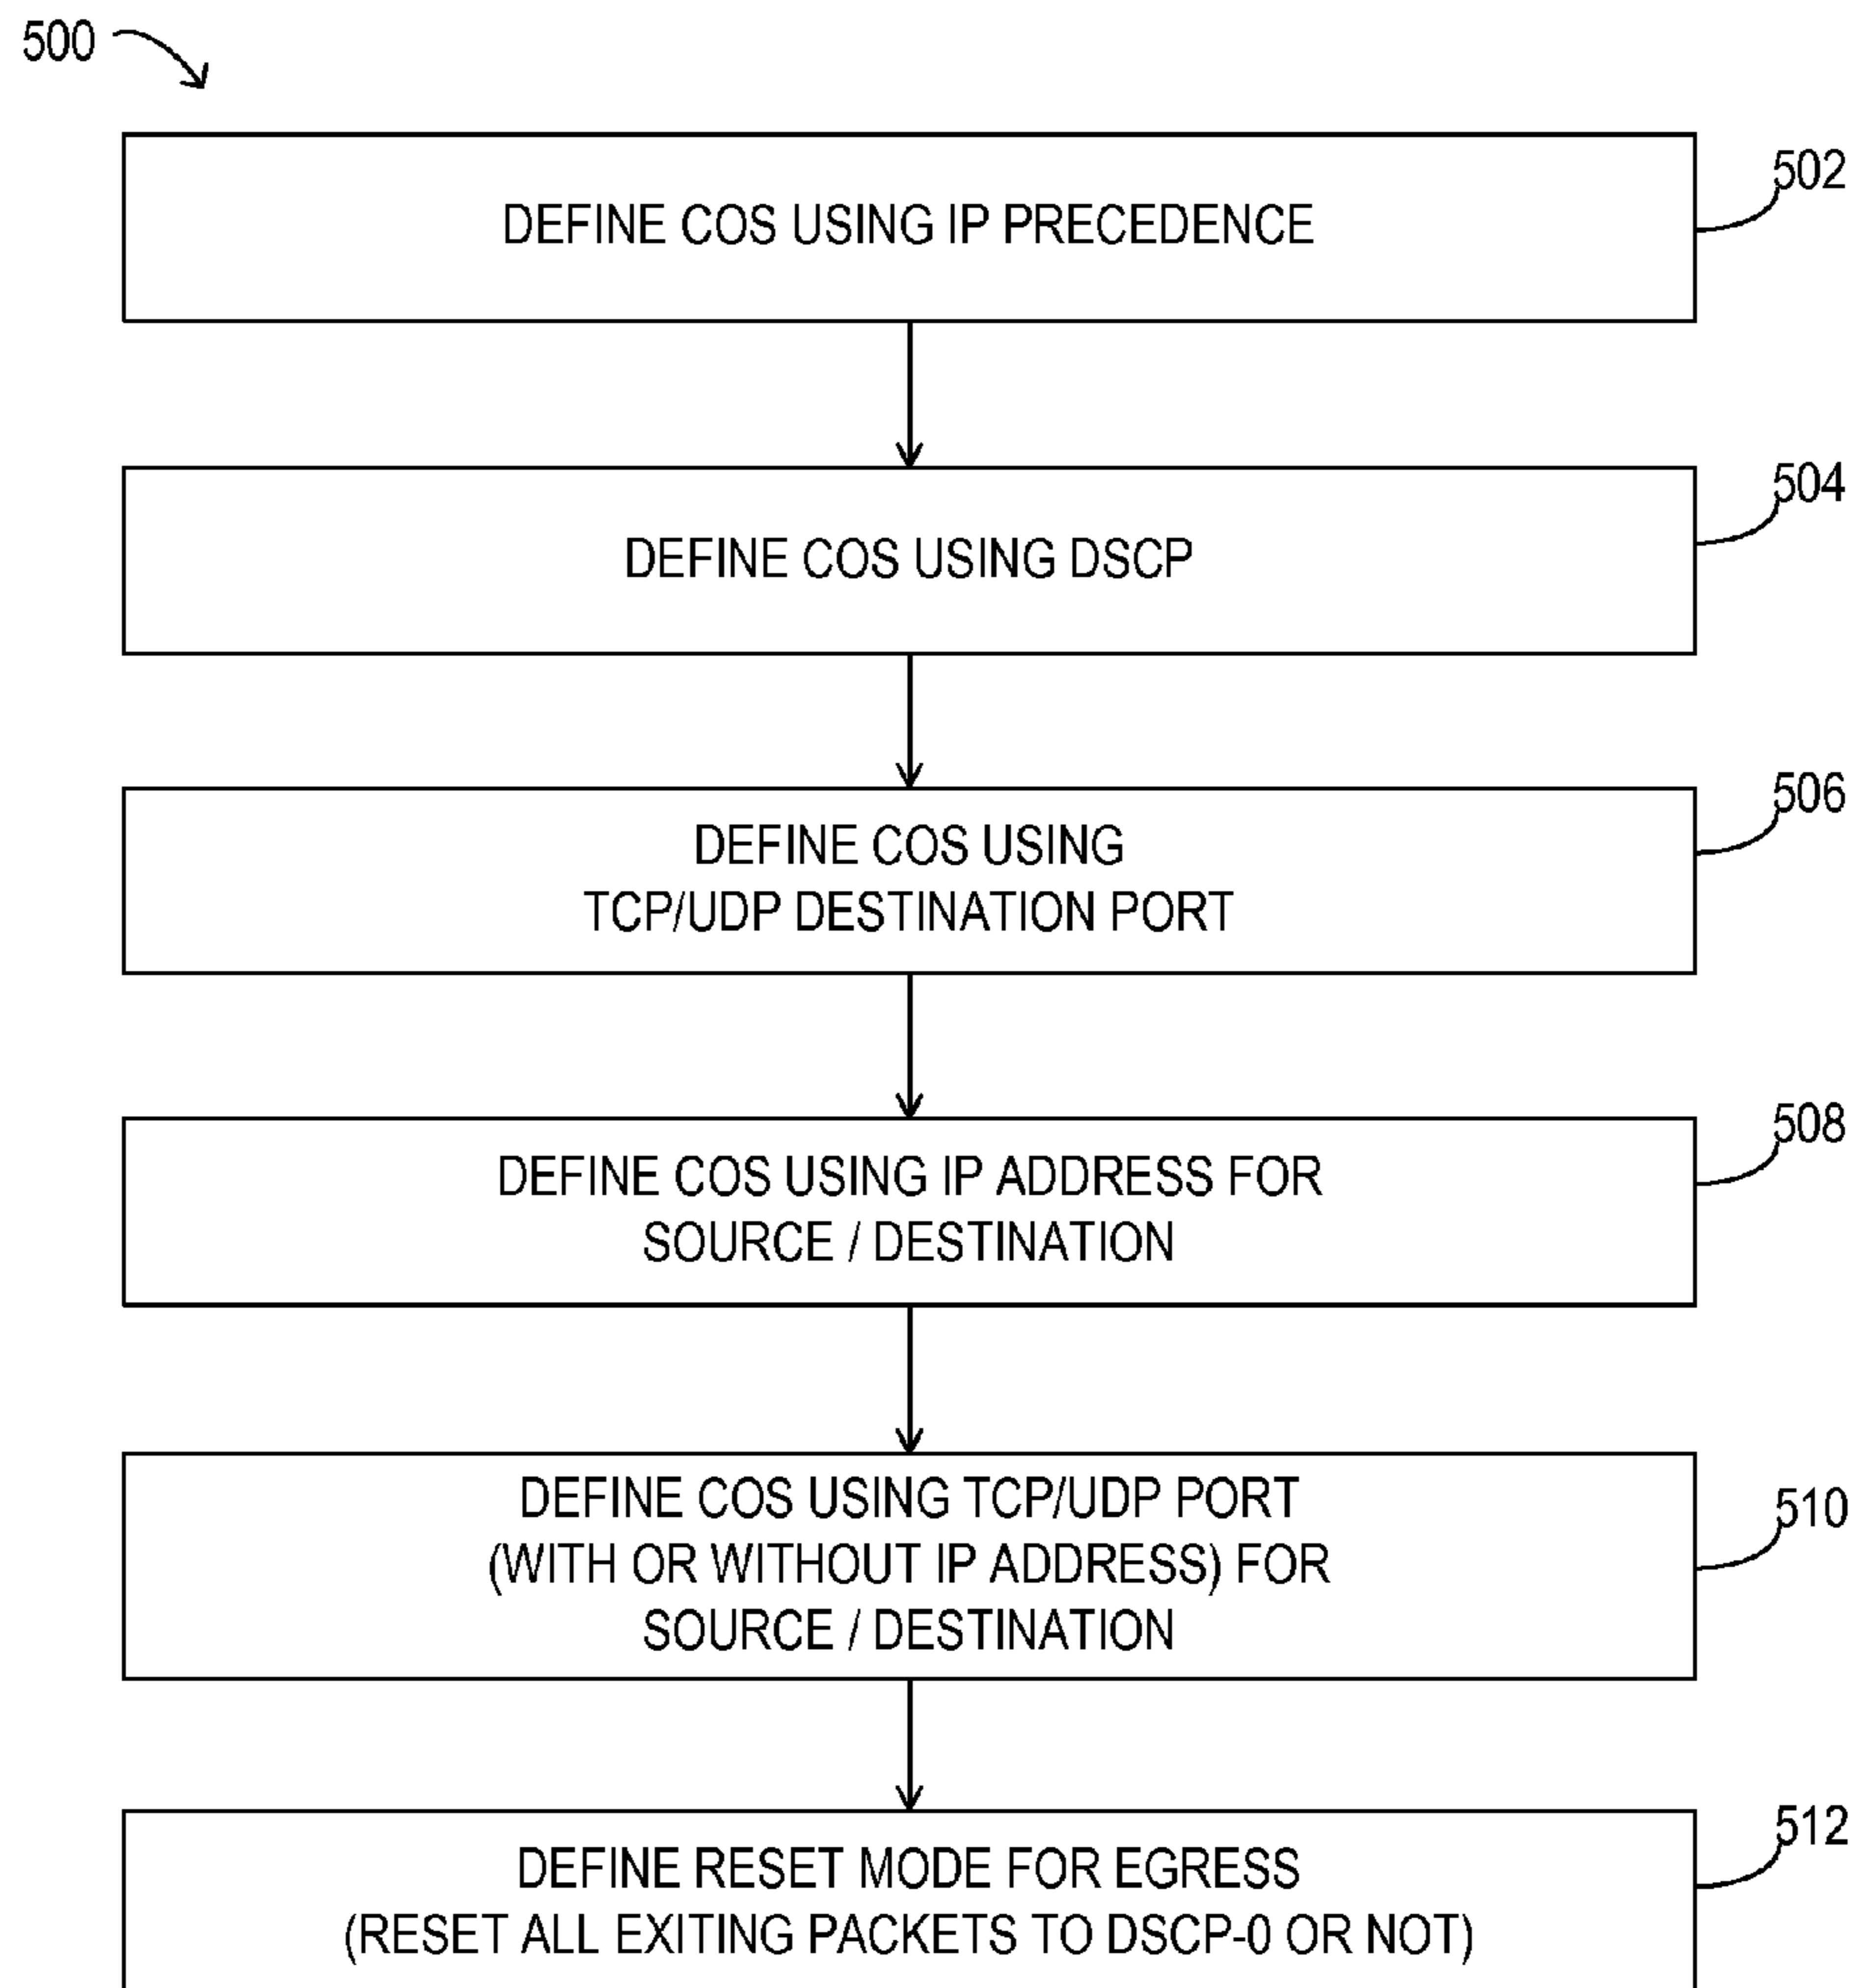 500
502
DEFINE COS USING IP PRECEDENCE
504
DEFINE COS USING DSCP
506
DEFINE COS USING
TCP/UDP DESTINATION PORT
508
DEFINE COS USING IP ADDRESS FOR
SOURCE / DESTINATION
510
DEFINE COS USING TCP/UDP PORT
(WITH OR WITHOUT IP ADDRESS) FOR
SOURCE / DESTINATION
512
DEFINE RESET MODE FOR EGRESS
(RESET ALL EXITING PACKETS TO DSCP-0 OR NOT)